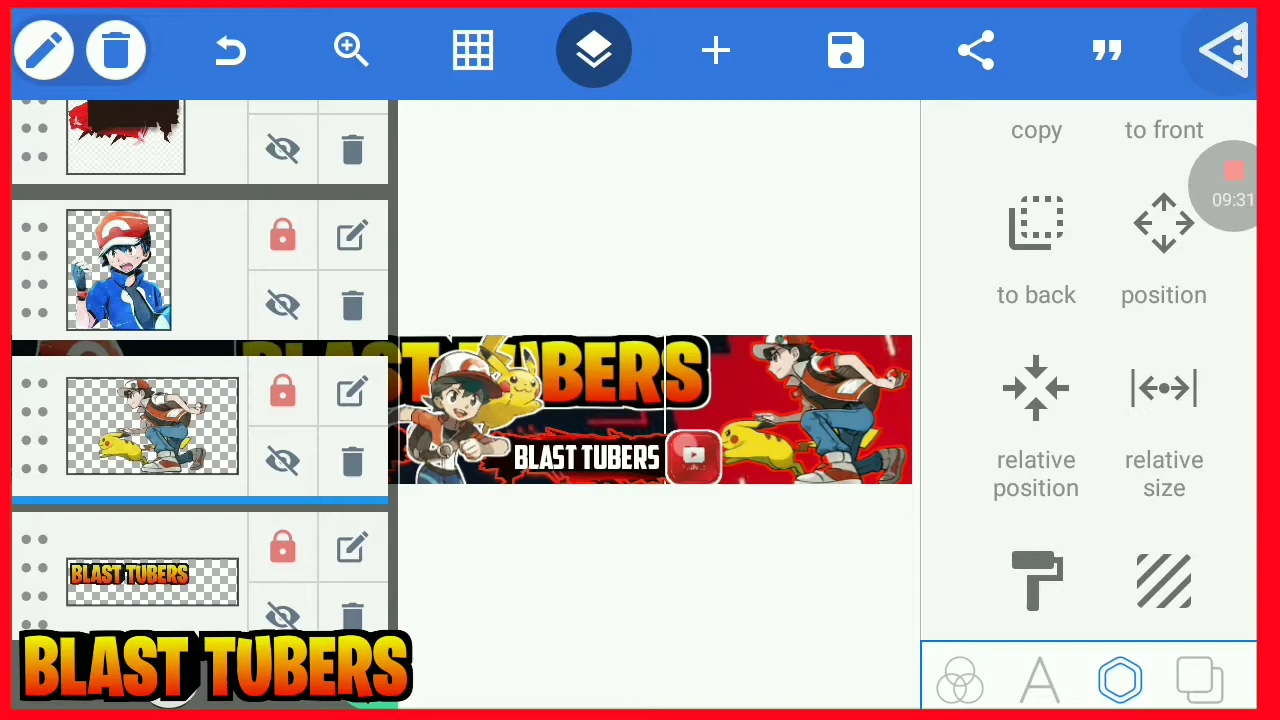 copy
to front
09:31
to back
position
BLAST TUBERS
BLAST TUBERS
relative position
relative size
BLAST TUBERS
BLAST TUBERS